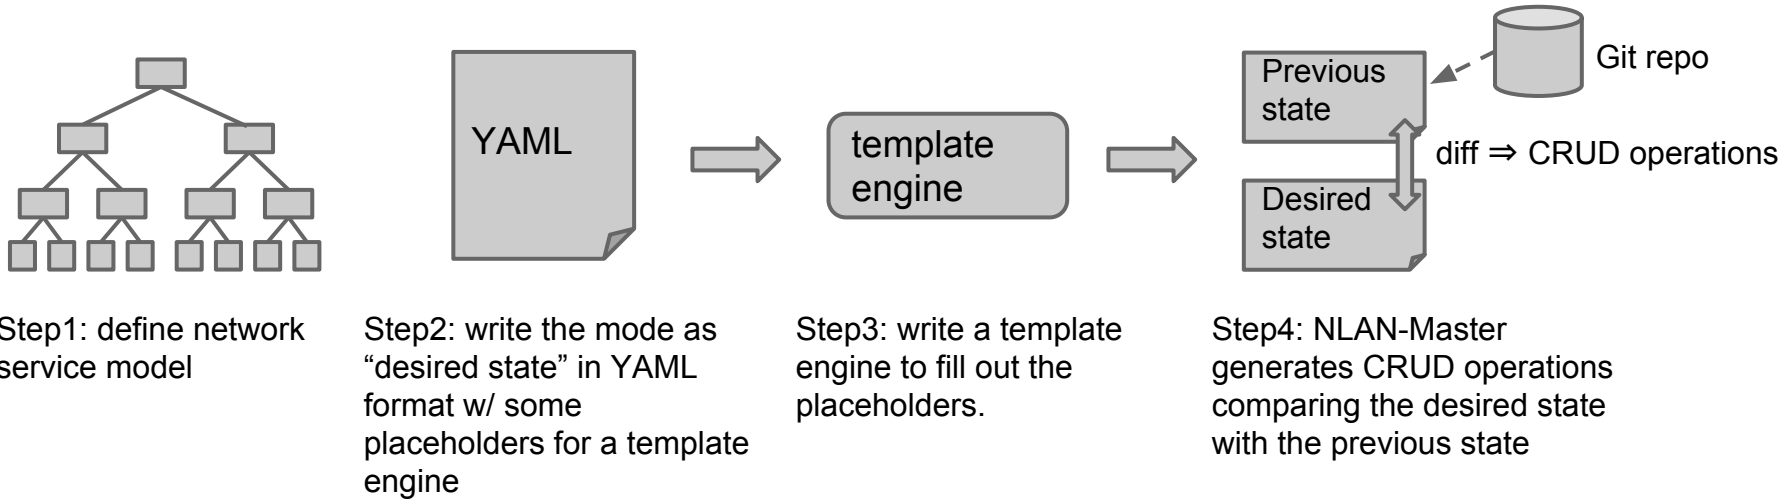 YAML
template
engine
Previous
state
Git repo
diff ⇒ CRUD operations
Desired
state
Step1: define network
service model
Step2: write the mode as
“desired state” in YAML
format w/ some
placeholders for a template
engine
Step3: write a template
engine to fill out the
placeholders.
Step4: NLAN-Master
generates CRUD operations
comparing the desired state
with the previous state